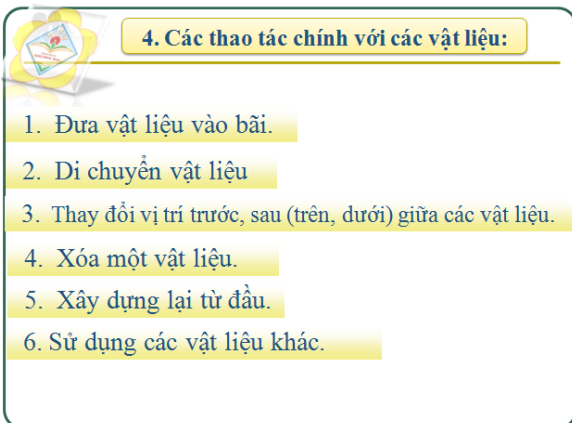 4. Các thao tác chính với các vật liệu:
1. Đưa vật liệu vào bãi.
2. Di chuyển vật liệu
3. Thay đổi vị trí trước, sau (trên, dưới) giữa các vật liệu.
4. Xóa một vật liệu.
5. Xây dựng lại từ đầu.
6. Sử dụng các vật liệu khác.